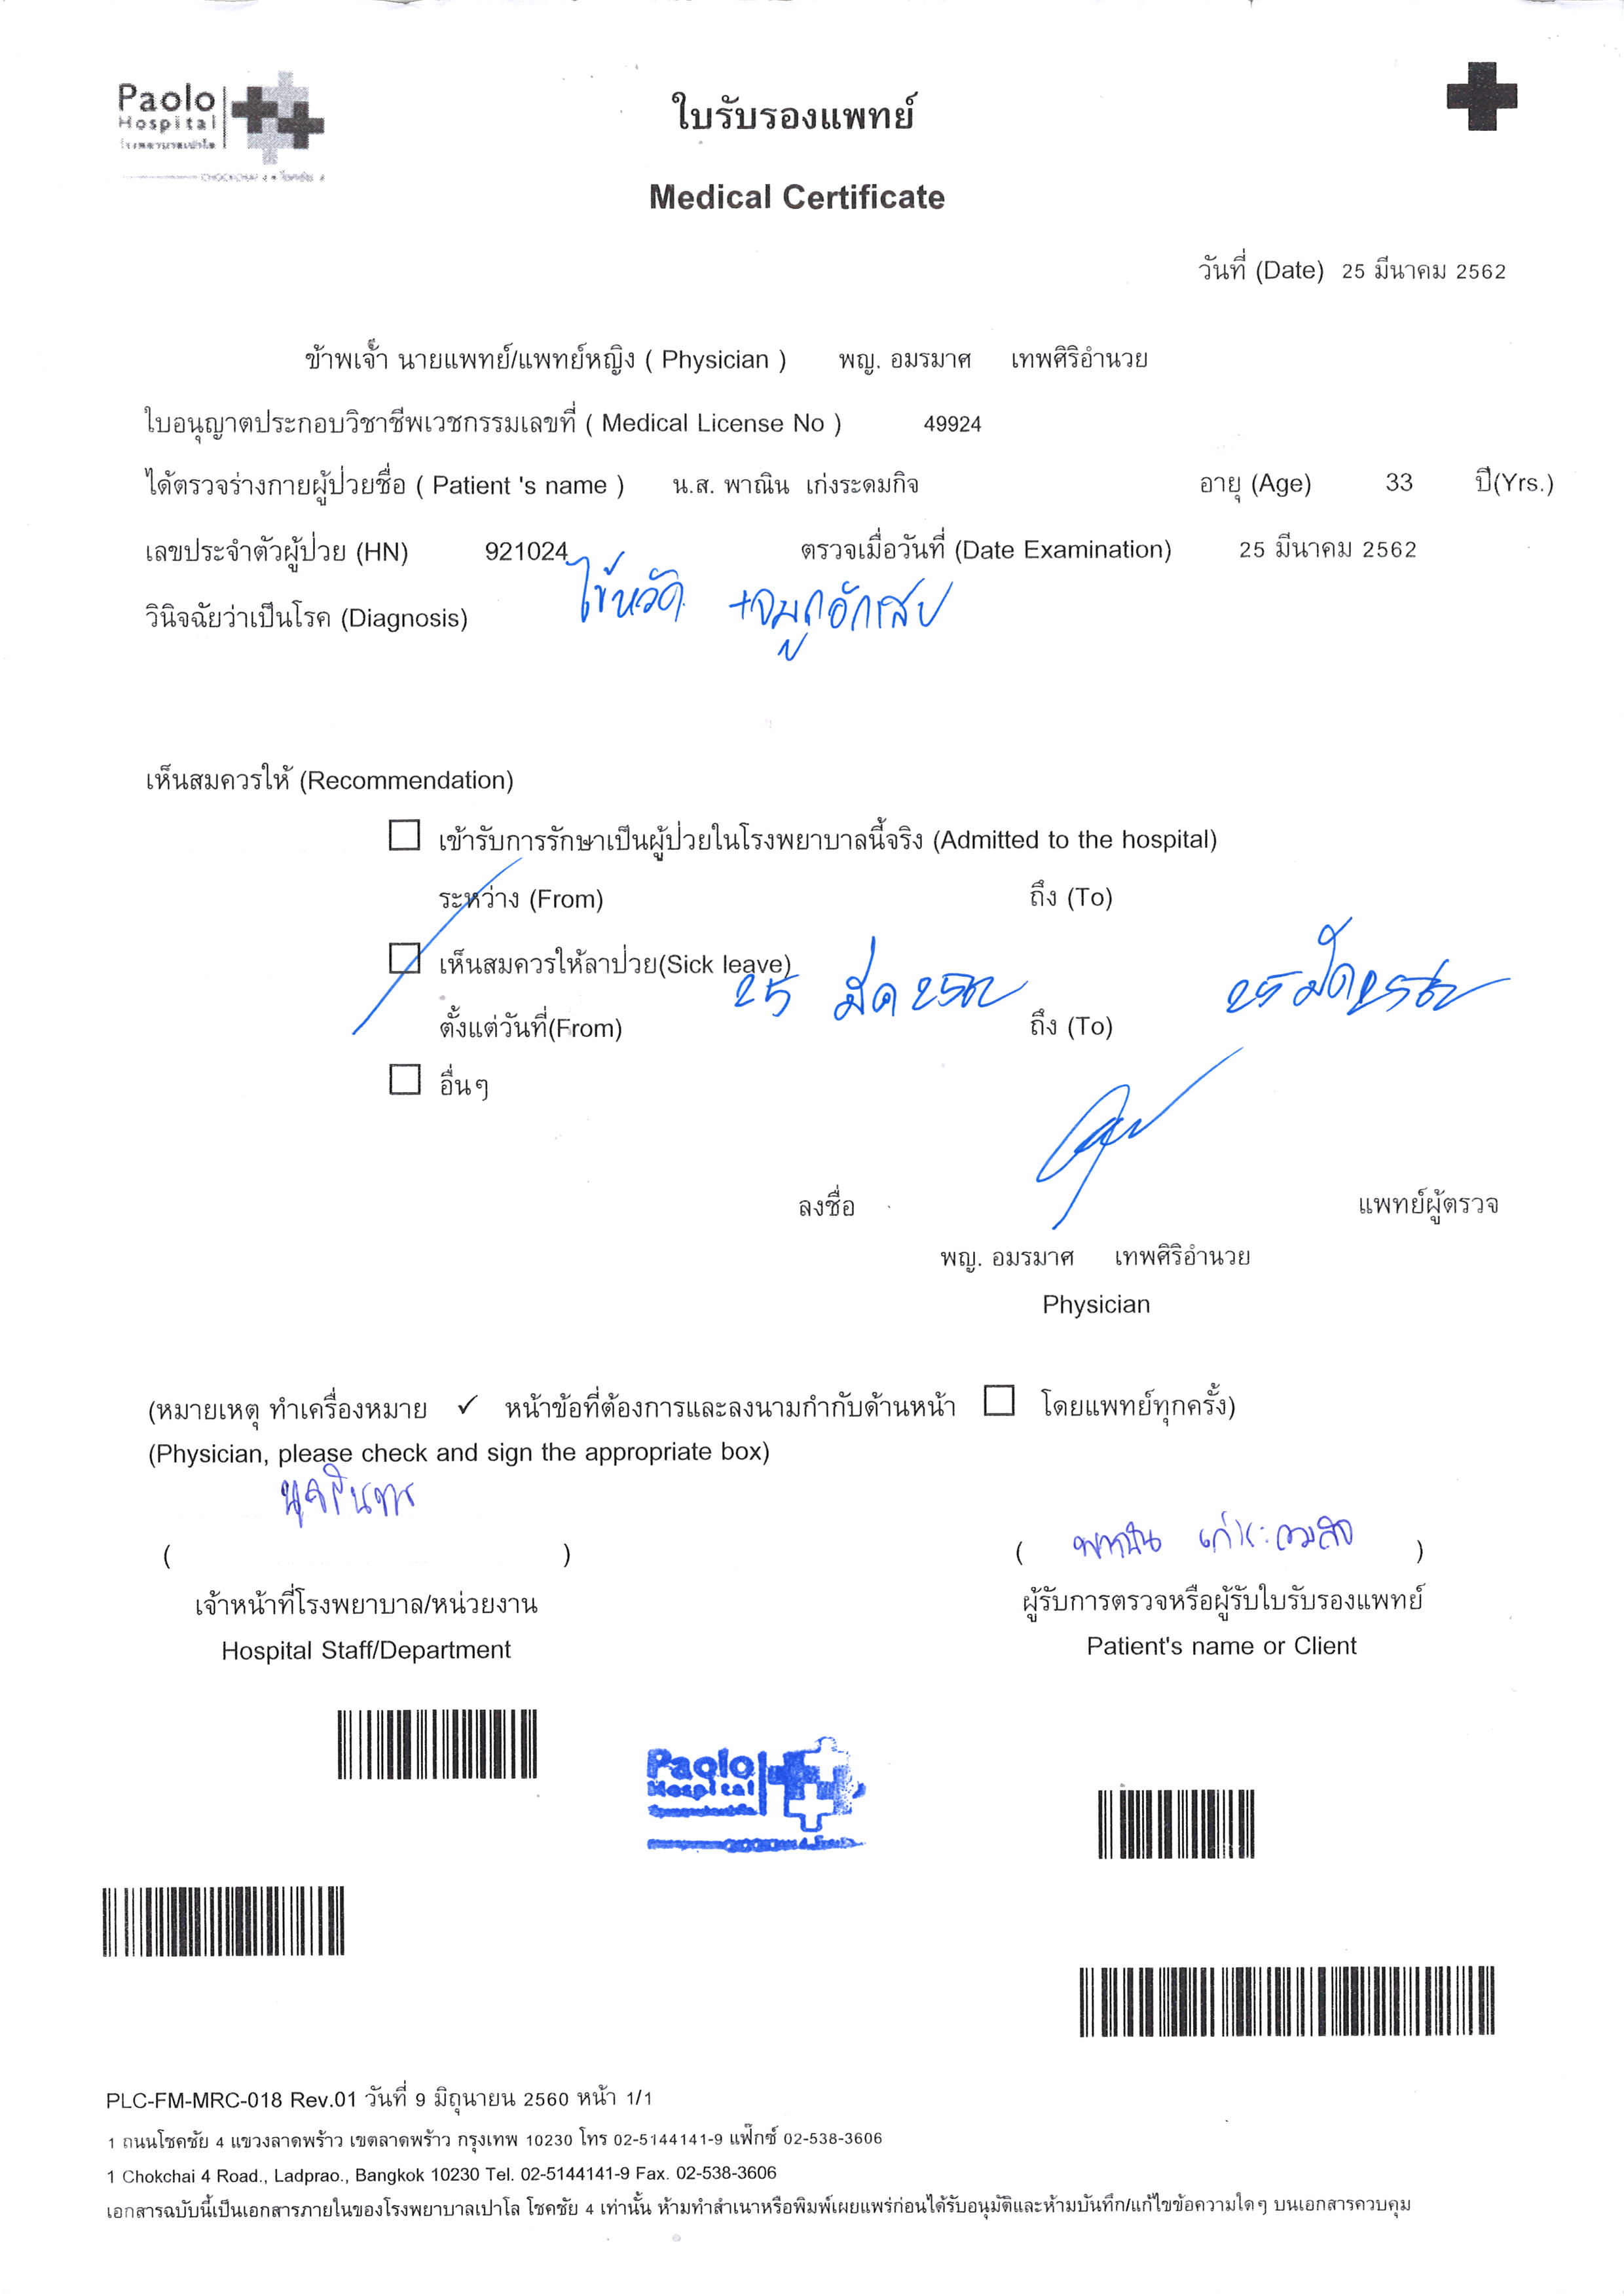 Paolo
Hospital
โรงพยาบาลเปาโล
CHOKCHAI 4 • โชคชัย 4
ใบรับรองแพทย์
Medical Certificate
วันที่ (Date) 25 มีนาคม 2562
ข้าพเจ้า นายแพทย์/แพทย์หญิง ( Physician ) พญ. อมรมาศ เทพศิริอำนวย
ใบอนุญาตประกอบวิชาชีพเวชกรรมเลขที่ ( Medical License No ) 49924
ได้ตรวจร่างกายผู้ป่วยชื่อ ( Patient 's name ) น.ส. พาณิน เก่งระดมกิจ อายุ (Age) 33 ปี(Yrs.)
เลขประจำตัวผู้ป่วย (HN) 921024 ตรวจเมื่อวันที่ (Date Examination) 25 มีนาคม 2562
วินิจฉัยว่าเป็นโรค (Diagnosis) ไข้หวัด +จมูกอักเสบ
เห็นสมควรให้ (Recommendation)
เข้ารับการรักษาเป็นผู้ป่วยในโรงพยาบาลนี้จริง (Admitted to the hospital)
ระหว่าง (From) ถึง (To)
เห็นสมควรให้ลาป่วย(Sick leave)
ตั้งแต่วันที่(From) 25 มีค 2562 ถึง (To) 25 มีค 2562
อื่นๆ
ลงชื่อ แพทย์ผู้ตรวจ
พญ. อมรมาศ เทพศิริอำนวย
Physician
(หมายเหตุ ทำเครื่องหมาย ✓ หน้าข้อที่ต้องการและลงนามกำกับด้านหน้า ☐ โดยแพทย์ทุกครั้ง)
(Physician, please check and sign the appropriate box)
( ) ( พาณิน เก่งระดมกิจ )
เจ้าหน้าที่โรงพยาบาล/หน่วยงาน ผู้รับการตรวจหรือผู้รับใบรับรองแพทย์
Hospital Staff/Department Patient's name or Client
Paolo
Hospital
PLC-FM-MRC-018 Rev.01 วันที่ 9 มิถุนายน 2560 หน้า 1/1
1 ถนนโชคชัย 4 แขวงลาดพร้าว เขตลาดพร้าว กรุงเทพ 10230 โทร 02-5144141-9 แฟ๊กซ์ 02-538-3606
1 Chokchai 4 Road., Ladprao., Bangkok 10230 Tel. 02-5144141-9 Fax. 02-538-3606
เอกสารฉบับนี้เป็นเอกสารภายในของโรงพยาบาลเปาโล โชคชัย 4 เท่านั้น ห้ามทำสำเนาหรือพิมพ์เผยแพร่ก่อนได้รับอนุมัติและห้ามบันทึก/แก้ไขข้อความใดๆ บนเอกสารควบคุม